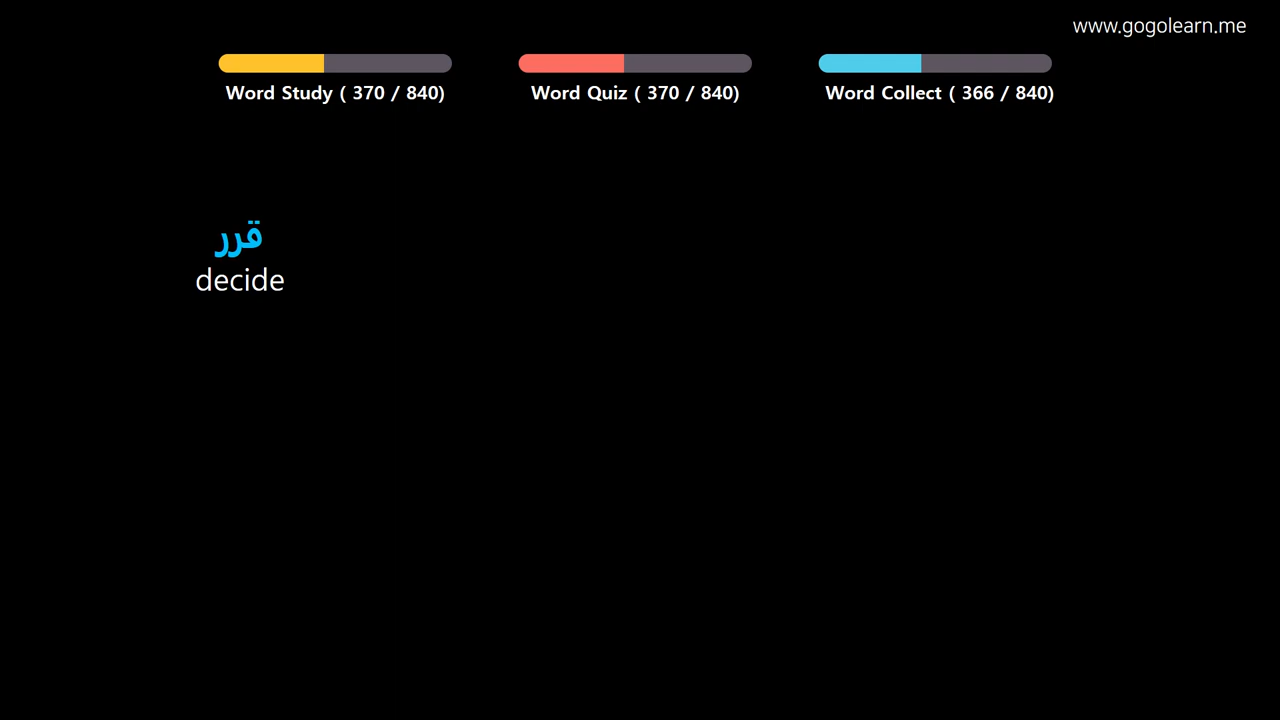 www.gogolearn.me
Word Study ( 370 / 840)
Word Quiz ( 370 / 840)
Word Collect ( 366 / 840)
قرر
decide